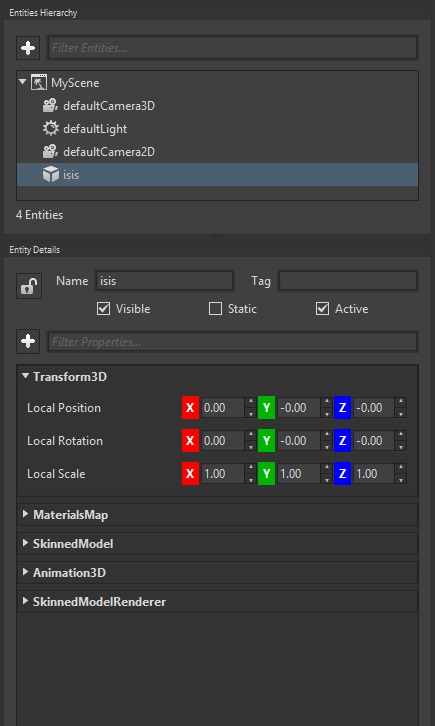 Entities Hierarchy
Filter Entities...
MyScene
defaultCamera3D
defaultLight
defaultCamera2D
isis
4 Entities
Entity Details
Name isis Tag
Visible Static Active
Filter Properties...
Transform3D
Local Position X 0.00 Y -0.00 Z -0.00
Local Rotation X 0.00 Y -0.00 Z -0.00
Local Scale X 1.00 Y 1.00 Z 1.00
MaterialsMap
SkinnedModel
Animation3D
SkinnedModelRenderer